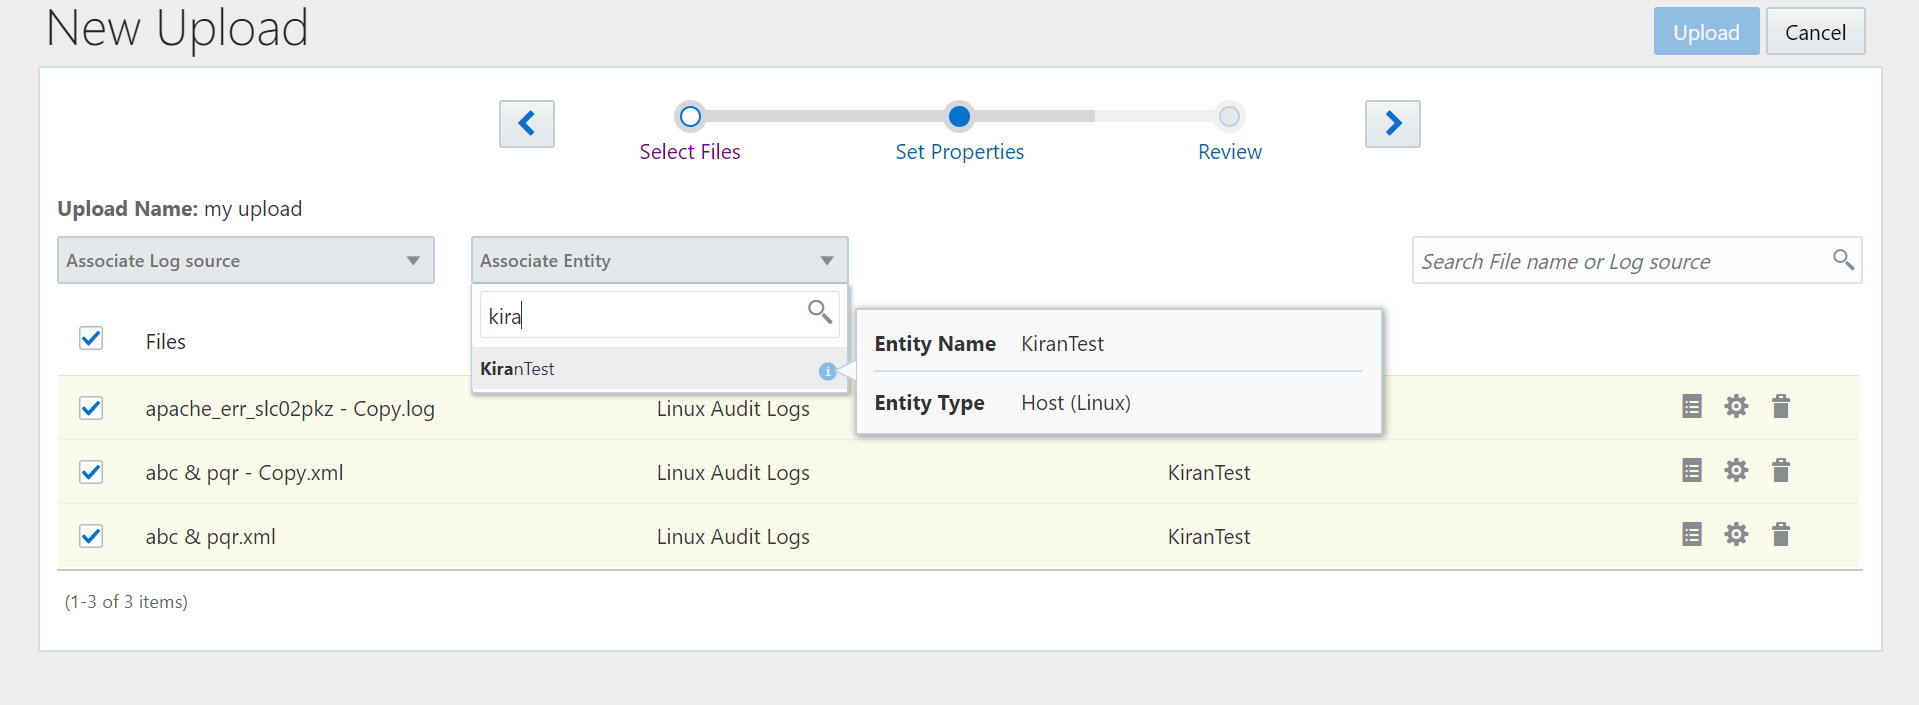 New Upload
Upload
Cancel
Select Files
Set Properties
Review
Upload Name: my upload
Associate Log source
Associate Entity
Search File name or Log source
kira
KiranTest
Entity Name KiranTest
Entity Type Host (Linux)
Files
apache_err_slc02pkz - Copy.log Linux Audit Logs
abc & pqr - Copy.xml Linux Audit Logs KiranTest
abc & pqr.xml Linux Audit Logs KiranTest
(1-3 of 3 items)